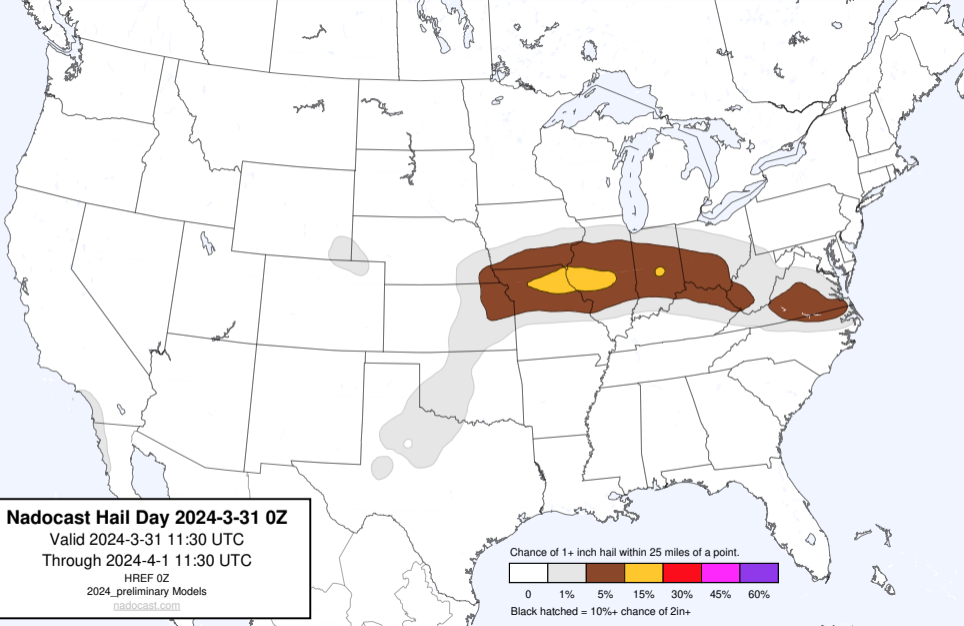 Nadocast Hail Day 2024-3-31 0Z
Valid 2024-3-31 11:30 UTC
Through 2024-4-1 11:30 UTC
HREF 0Z
2024_preliminary Models
nadocast.com
Chance of 1+ inch hail within 25 miles of a point.
0 1% 5% 15% 30% 45% 60%
Black hatched = 10%+ chance of 2in+